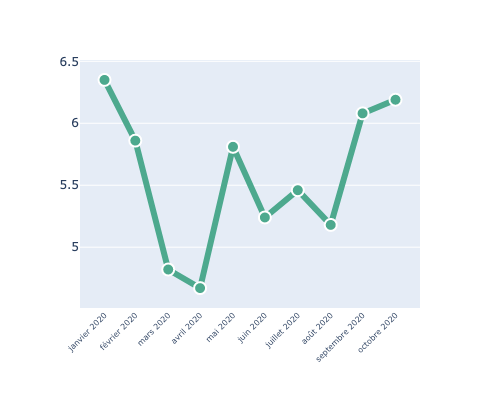 6.5
6
5.5
5
janvier 2020
février 2020
mars 2020
avril 2020
mai 2020
juin 2020
juillet 2020
août 2020
septembre 2020
octobre 2020